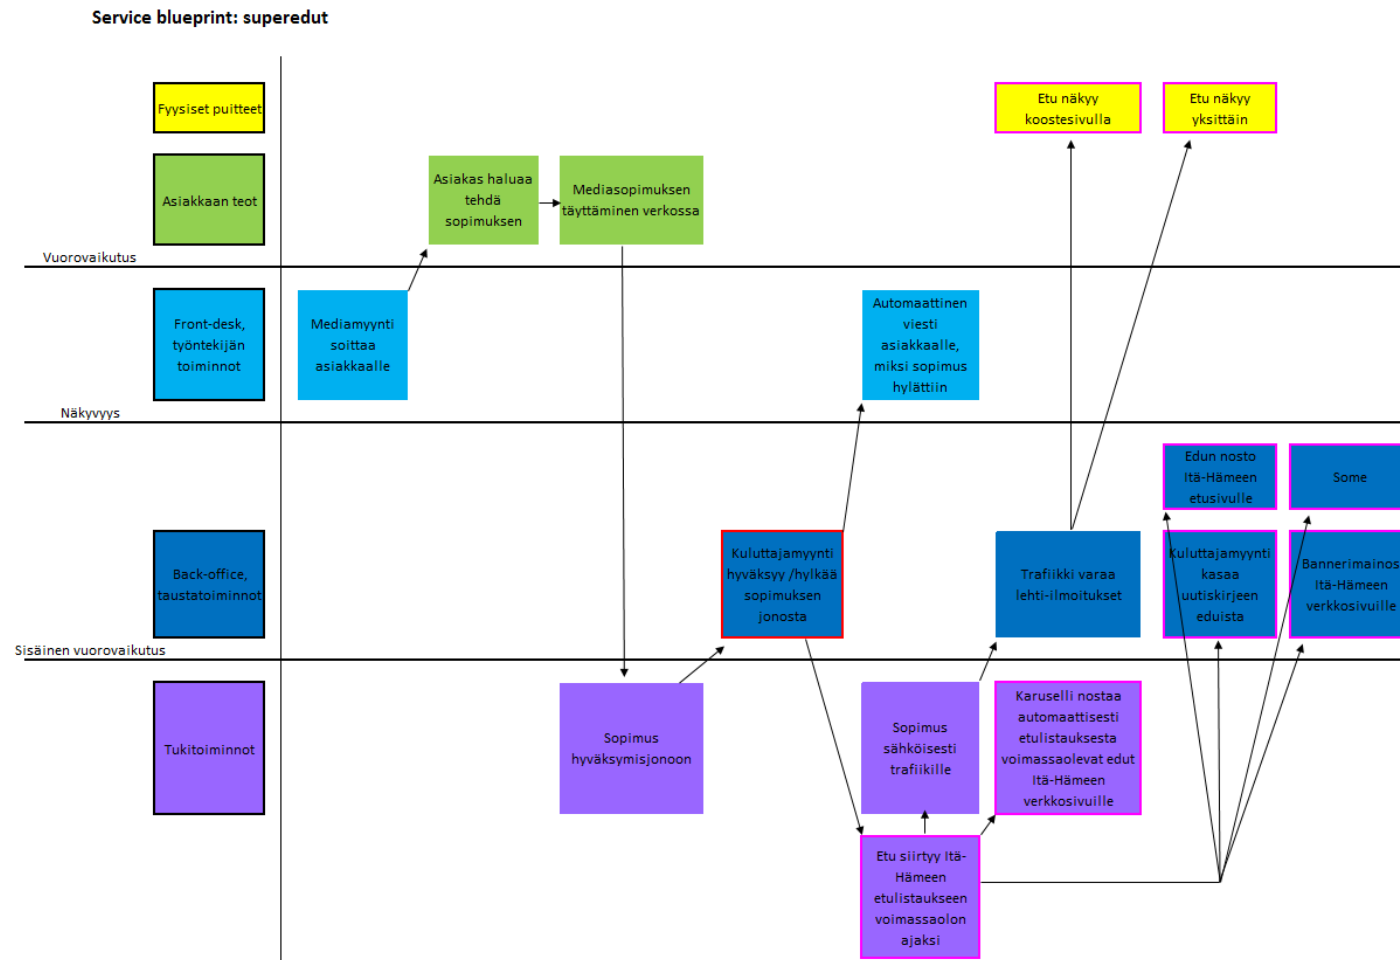 Service blueprint: superedut
Fyysiset puitteet
Etu näkyy
koostesivulla
Etu näkyy
yksittäin
Asiakkaan teot
Asiakas haluaa
tehdä
sopimuksen
Mediasopimuksen
täyttäminen verkossa
Vuorovaikutus
Front-desk,
työntekijän
toiminnot
Mediamyynti
soittaa
asiakkaalle
Automaattinen
viesti
asiakkaalle,
miksi sopimus
hylättiin
Näkyvyys
Edun nosto
Itä-Hämeen
etusivulle
Some
Back-office,
taustatoiminnot
Kuluttajamyynti
hyväksyy /hylkää
sopimuksen
jonosta
Trafiikki varaa
lehti-ilmoitukset
Kuluttajamyynti
kasaa
uutiskirjeen
eduista
Bannerimainos
Itä-Hämeen
verkkosivuille
Sisäinen vuorovaikutus
Tukitoiminnot
Sopimus
hyväksymisjonoon
Sopimus
sähköisesti
trafiikille
Karuselli nostaa
automaattisesti
etulistauksesta
voimassaolevat edut
Itä-Hämeen
verkkosivuille
Etu siirtyy Itä-
Hämeen
etulistaukseen
voimassaolon
ajaksi